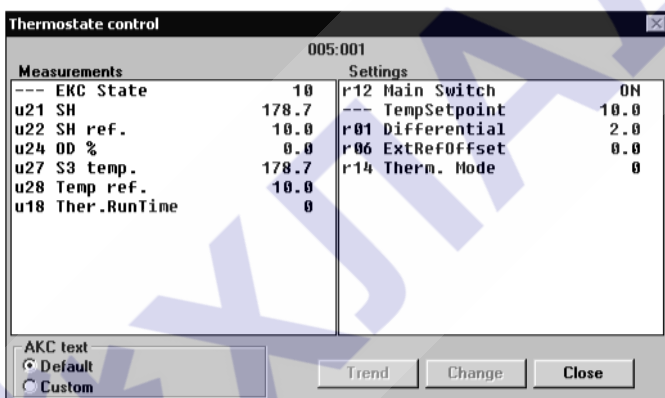 Thermostate control
005:001
Measurements
--- EKC State 10
u21 SH 178.7
u22 SH ref. 10.0
u24 OD % 0.0
u27 S3 temp. 178.7
u28 Temp ref. 10.0
u18 Ther.RunTime 0
Settings
r12 Main Switch ON
--- TempSetpoint 10.0
r01 Differential 2.0
r06 ExtRefOffset 0.0
r14 Therm. Mode 0
AKC text
Default
Custom
Trend Change Close